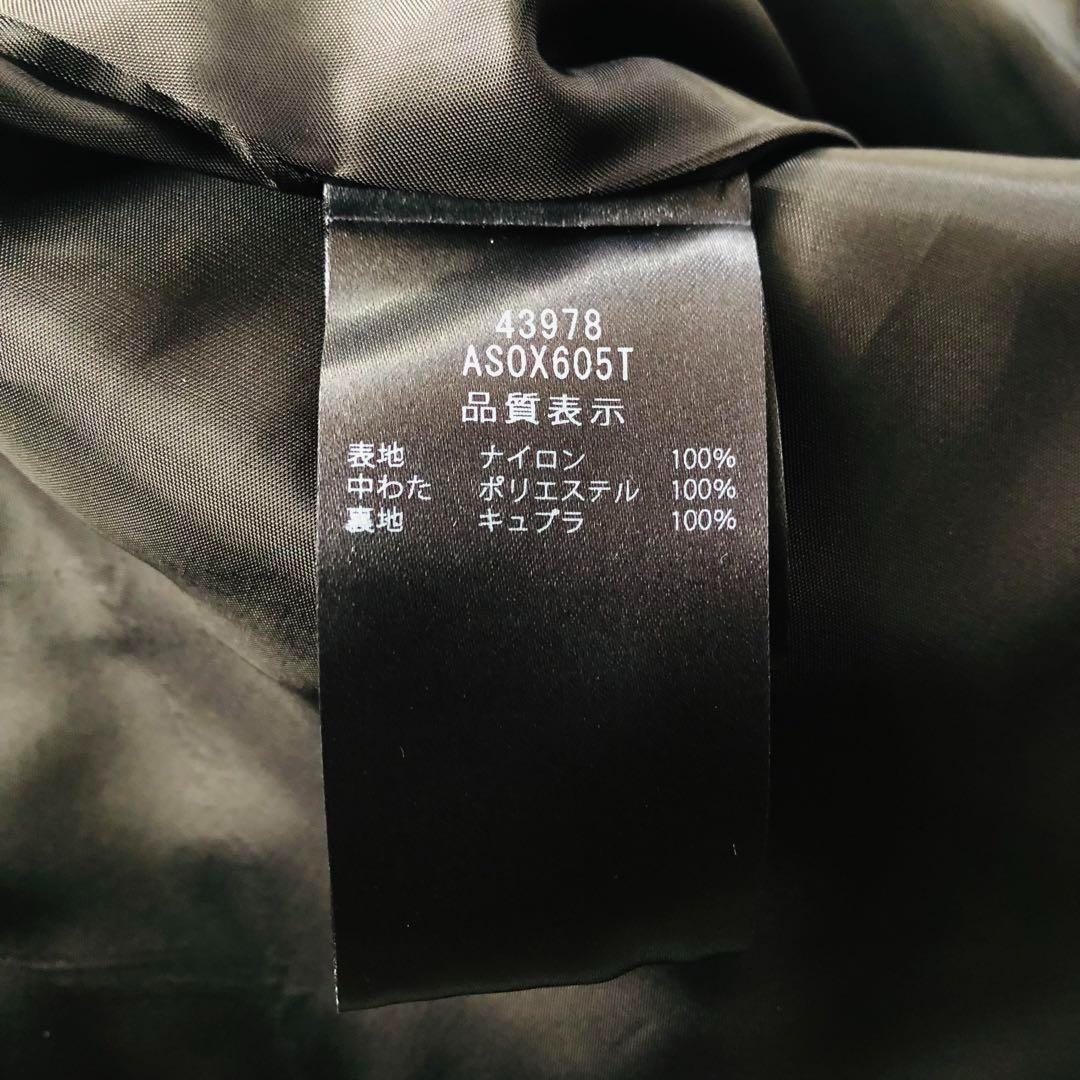 43978
ASOX605T
品質表示
表地 ナイロン 100%
中わた ポリエステル 100%
裏地 キュプラ 100%